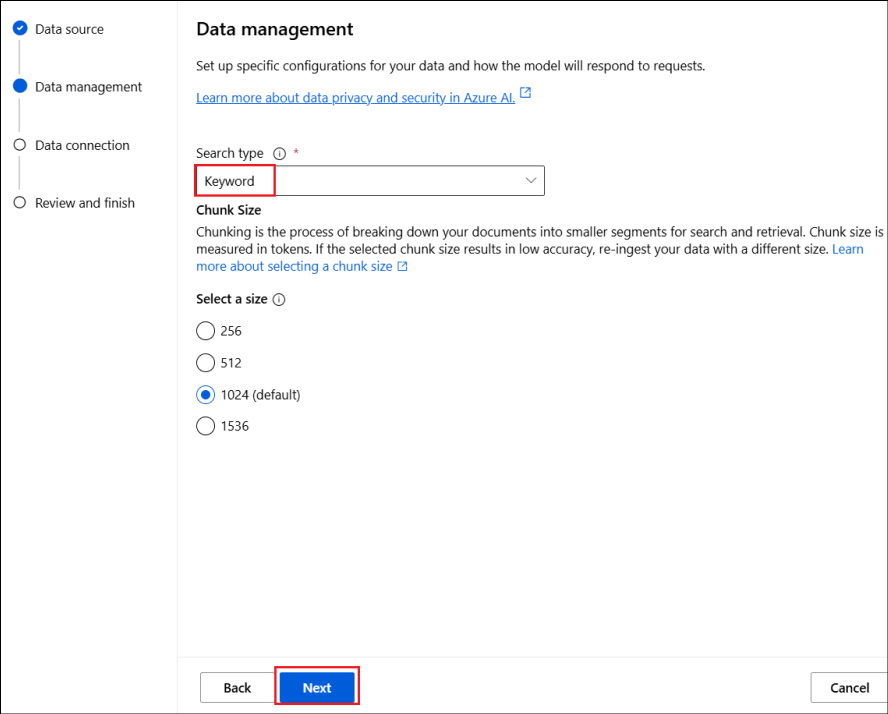 Data source
Data management
Data connection
Review and finish
Data management
Set up specific configurations for your data and how the model will respond to requests.
Learn more about data privacy and security in Azure AI.
Search type *
Keyword
Chunk Size
Chunking is the process of breaking down your documents into smaller segments for search and retrieval. Chunk size is
measured in tokens. If the selected chunk size results in low accuracy, re-ingest your data with a different size. Learn
more about selecting a chunk size
Select a size
256
512
1024 (default)
1536
Back
Next
Cancel